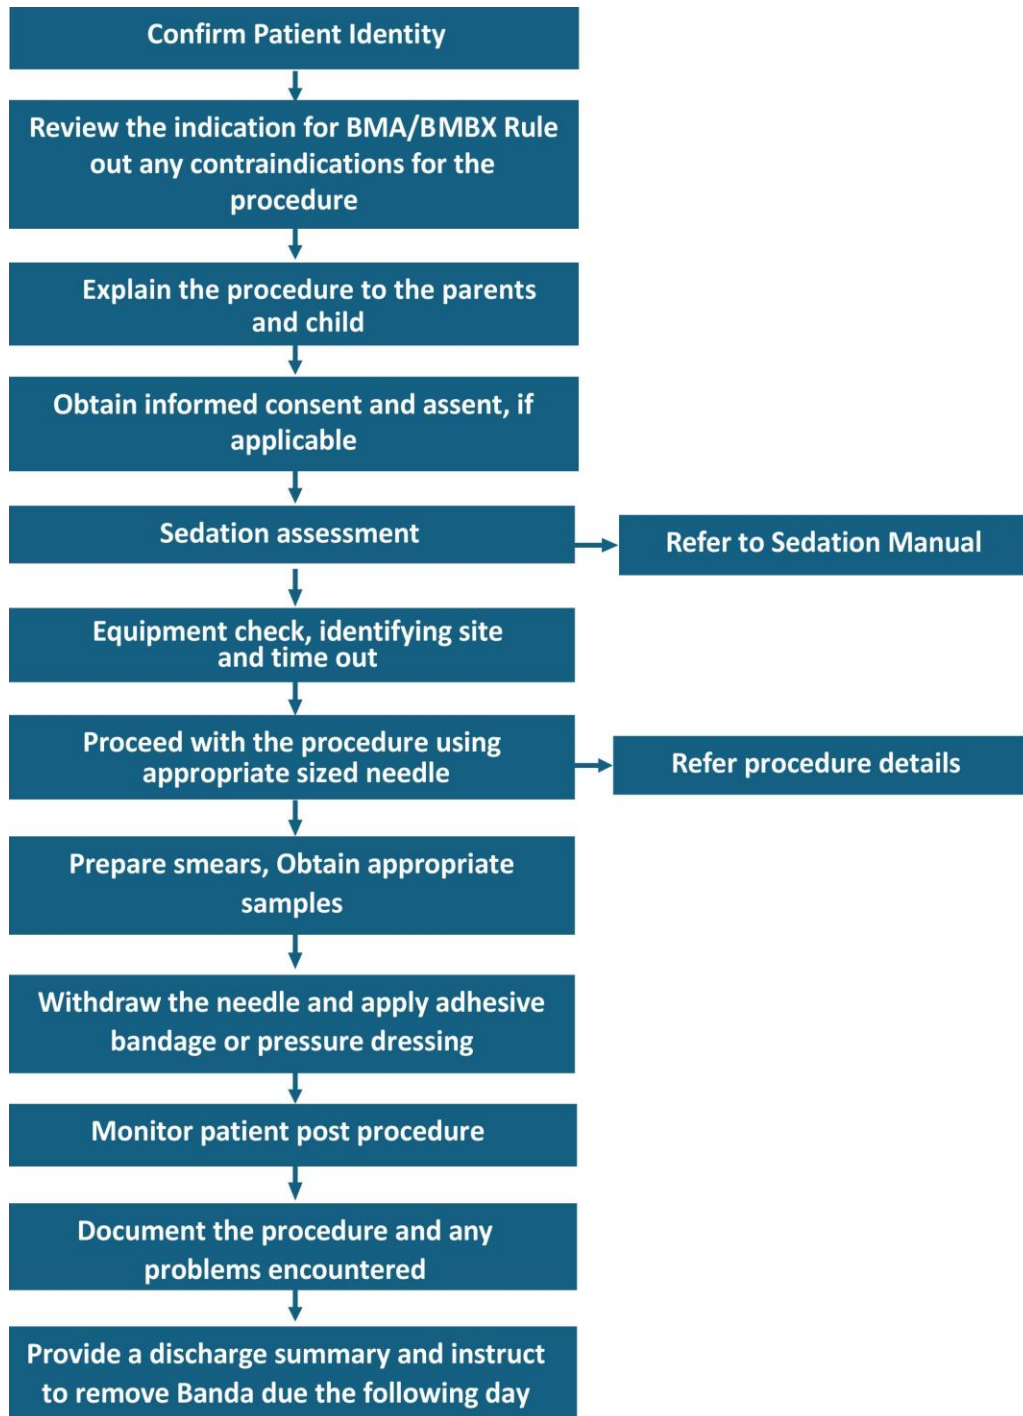 Confirm Patient Identity
Review the indication for BMA/BMBX Rule
out any contraindications for the
procedure
Explain the procedure to the parents
and child
Obtain informed consent and assent, if
applicable
Sedation assessment
Refer to Sedation Manual
Equipment check, identifying site
and time out
Proceed with the procedure using
appropriate sized needle
Refer procedure details
Prepare smears, Obtain appropriate
samples
Withdraw the needle and apply adhesive
bandage or pressure dressing
Monitor patient post procedure
Document the procedure and any
problems encountered
Provide a discharge summary and instruct
to remove Banda due the following day